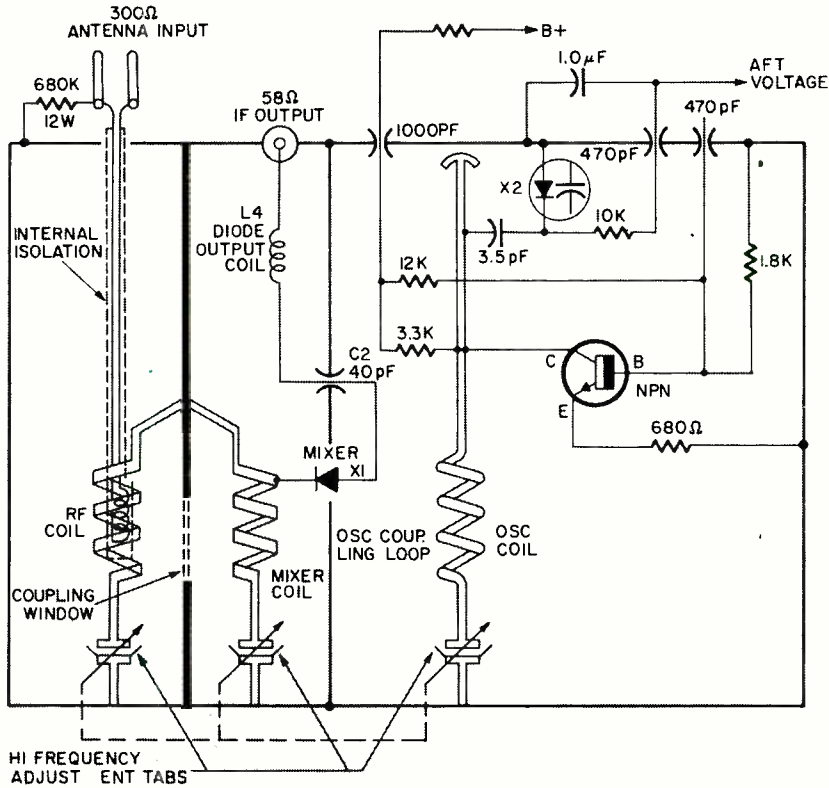 300Ω
ANTENNA INPUT
B+
1.0µF
AFT
VOLTAGE
680K
12W
58Ω
IF OUTPUT
1000PF
470pF
470pF
X2
INTERNAL
ISOLATION
L4
DIODE
OUTPUT
COIL
10K
3.5pF
12K
1.8K
3.3K
C2
40pF
C
B
NPN
E
680Ω
MIXER
X1
RF
COIL
OSC COUP
LING LOOP
OSC
COIL
MIXER
COIL
COUPLING
WINDOW
HI FREQUENCY
ADJUST ENT TABS